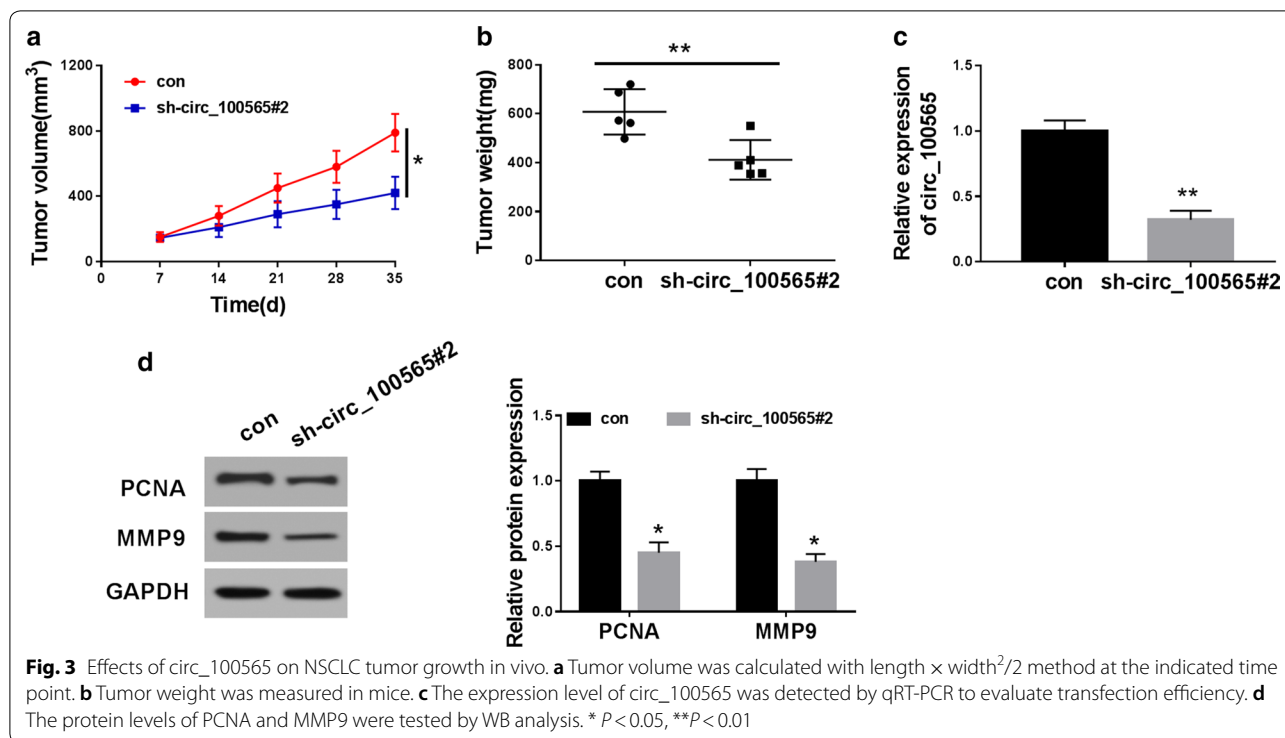 a
Tumor volume(mm³)
1200
800
400
0
con
sh-circ_100565#2
*
7 14 21 28 35
Time(d)
b
Tumor weight(mg)
800
600
400
200
0
**
con sh-circ_100565#2
c
Relative expression
of circ_100565
1.5
1.0
0.5
0.0
**
con sh-circ_100565#2
d
con sh-circ_100565#2
PCNA
MMP9
GAPDH
Relative protein expression
1.5
1.0
0.5
0.0
con sh-circ_100565#2
* *
PCNA MMP9
Fig. 3 Effects of circ_100565 on NSCLC tumor growth in vivo. a Tumor volume was calculated with length × width²/2 method at the indicated time
point. b Tumor weight was measured in mice. c The expression level of circ_100565 was detected by qRT-PCR to evaluate transfection efficiency. d
The protein levels of PCNA and MMP9 were tested by WB analysis. * P < 0.05, **P < 0.01